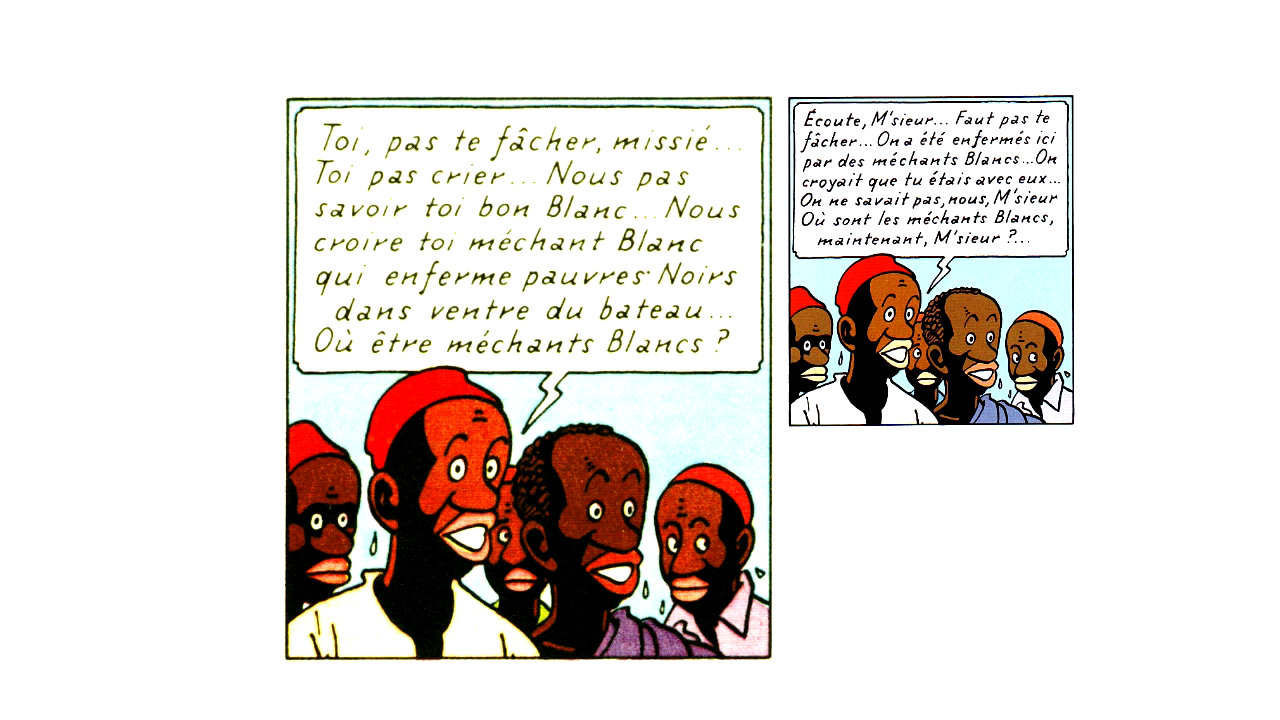 Toi, pas te fâcher, missié...
Toi pas crier... Nous pas
savoir toi bon Blanc... Nous
croire toi méchant Blanc
qui enferme pauvres Noirs
dans ventre du bateau...
Où être méchants Blancs ?
Écoute, M'sieur... Faut pas te
fâcher... On a été enfermés ici
par des méchants Blancs... On
croyait que tu étais avec eux...
On ne savait pas, nous, M'sieur
Où sont les méchants Blancs,
maintenant, M'sieur ?...